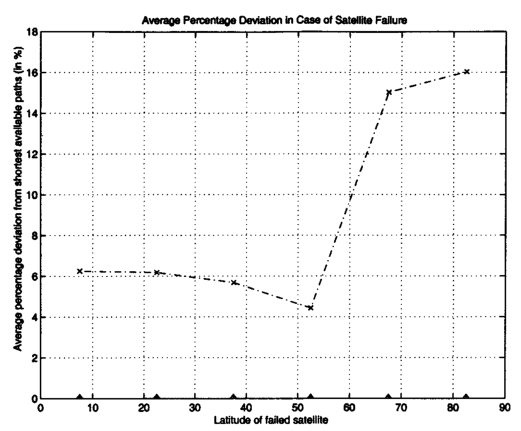 Average Percentage Deviation in Case of Satellite Failure
Average percentage deviation from shortest available paths (in %)
18
16
14
12
10
8
6
4
2
0
0 10 20 30 40 50 60 70 80 90
Latitude of failed satellite